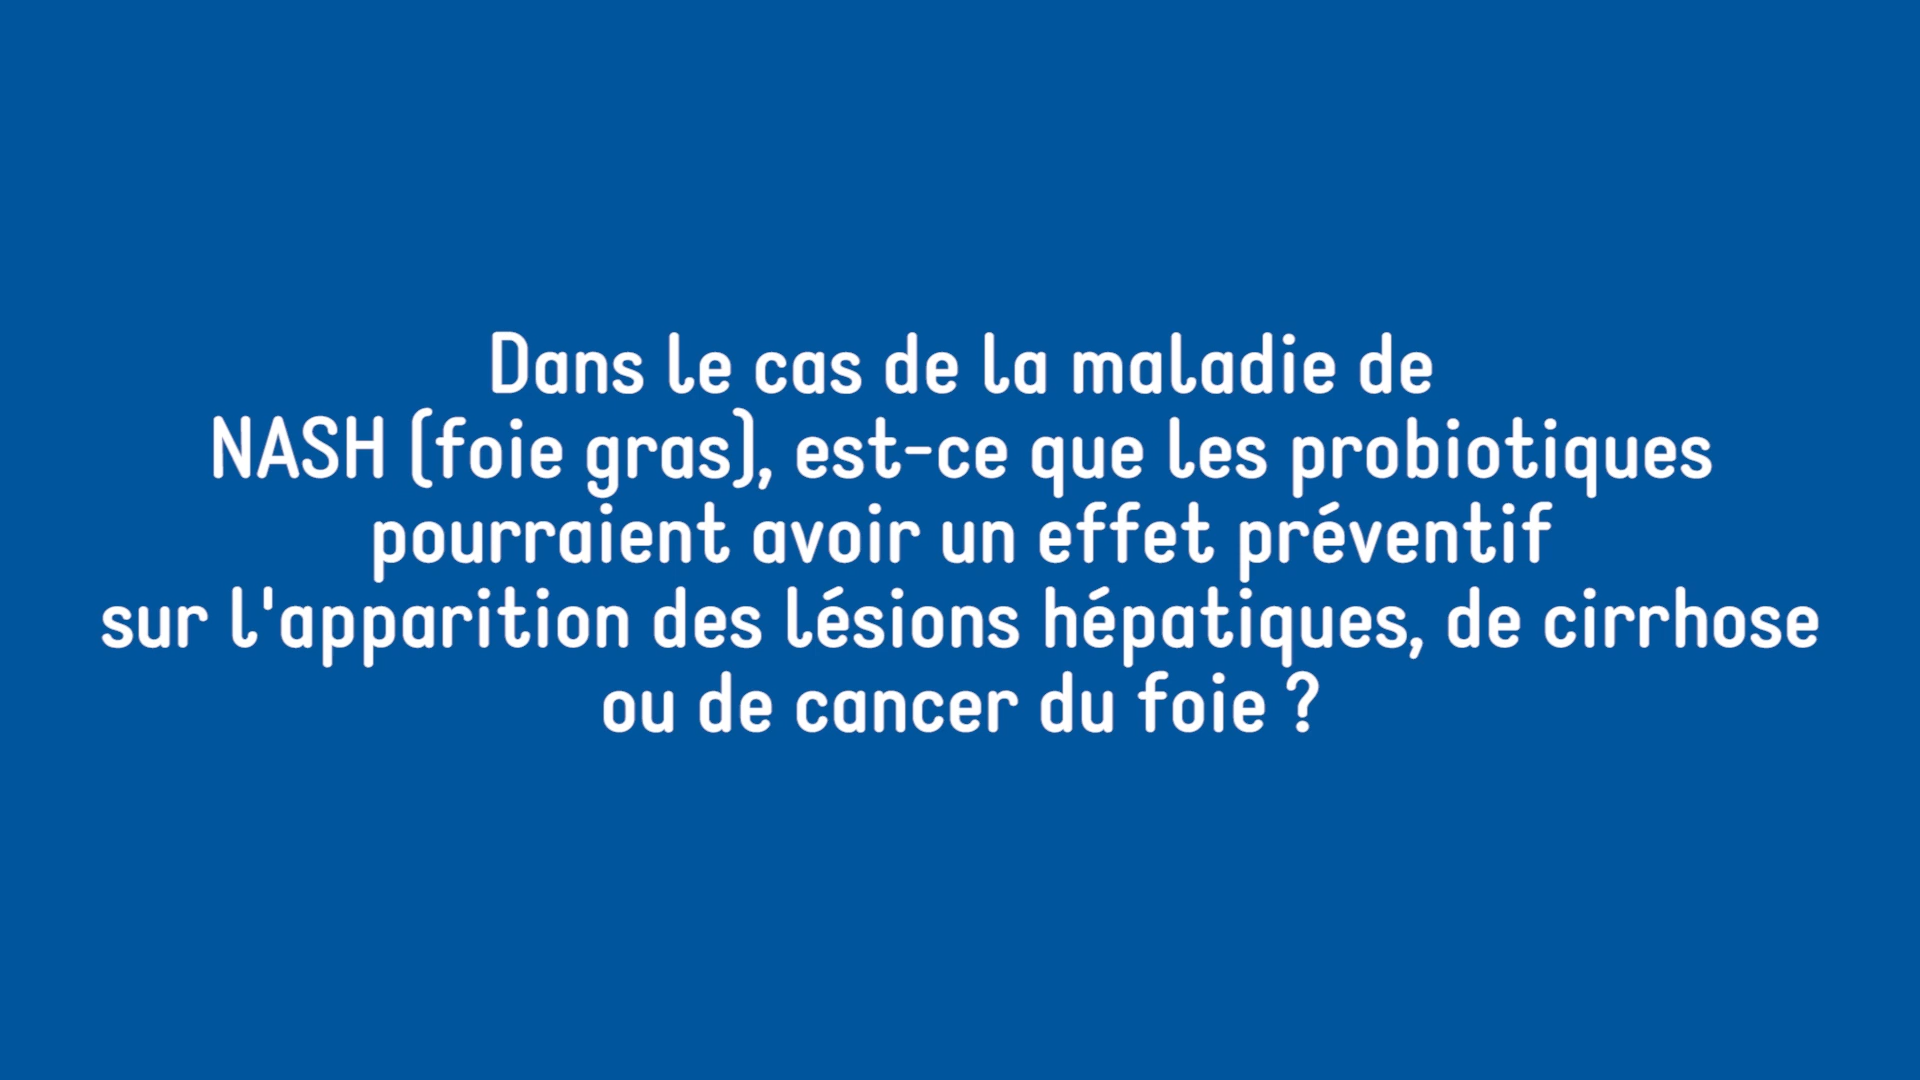 Dans le cas de la maladie de
NASH (foie gras), est-ce que les probiotiques
pourraient avoir un effet préventif
sur l'apparition des lésions hépatiques, de cirrhose
ou de cancer du foie ?